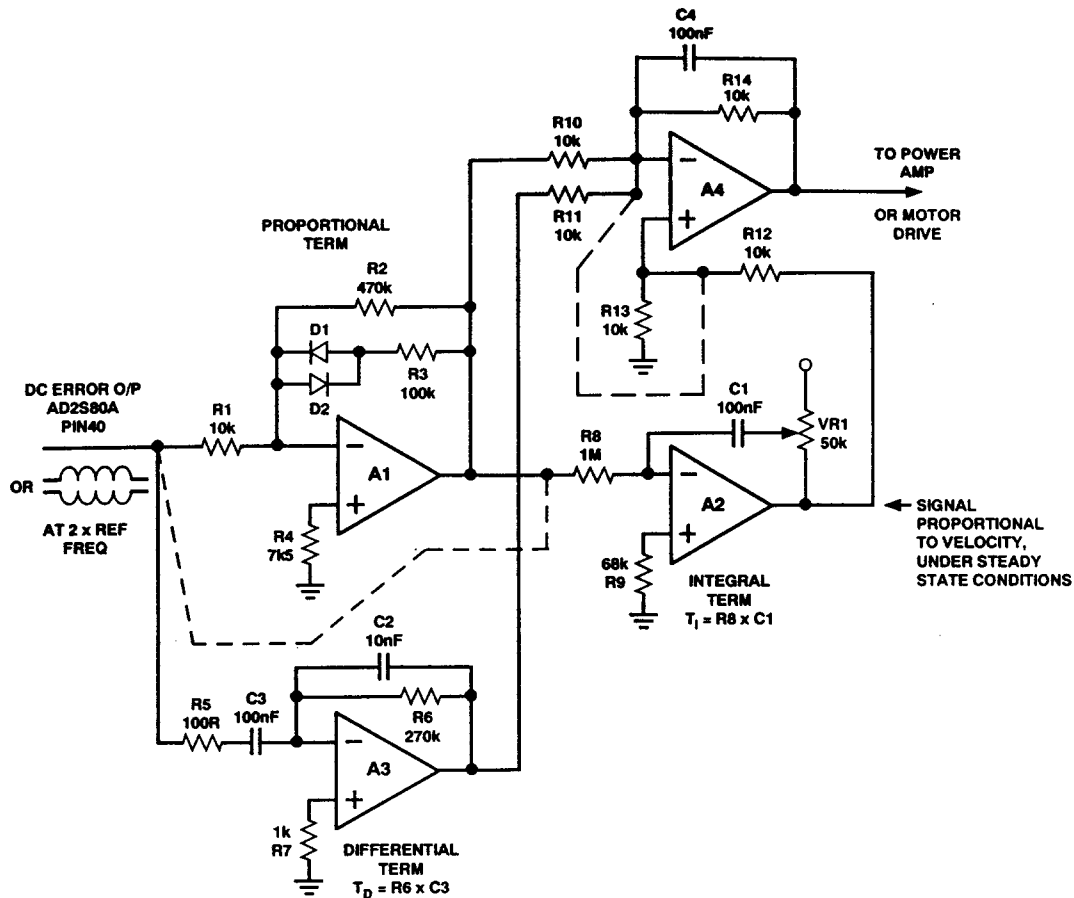 C4
100nF
R14
10k
R10
10k
−
A4
+
TO POWER
AMP
OR MOTOR
DRIVE
R11
10k
R12
10k
PROPORTIONAL
TERM
R2
470k
R13
10k
D1
R3
100k
D2
DC ERROR O/P
AD2S80A
PIN40
R1
10k
C1
100nF
VR1
50k
R8
1M
−
A1
+
OR
AT 2 x REF
FREQ
R4
7k5
−
A2
+
SIGNAL
PROPORTIONAL
TO VELOCITY,
UNDER STEADY
STATE CONDITIONS
68k
R9
INTEGRAL
TERM
TI = R8 x C1
C2
10nF
R5
100R
C3
100nF
R6
270k
−
A3
+
1k
R7
DIFFERENTIAL
TERM
TD = R6 x C3